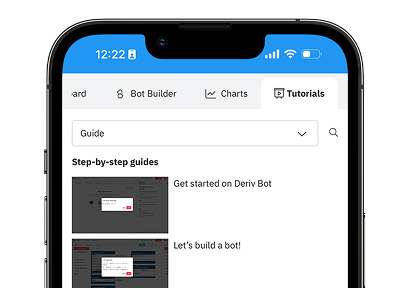 12:22
oard
Bot Builder
Charts
Tutorials
Guide
Step-by-step guides
Get started on Deriv Bot
Let's build a bot!